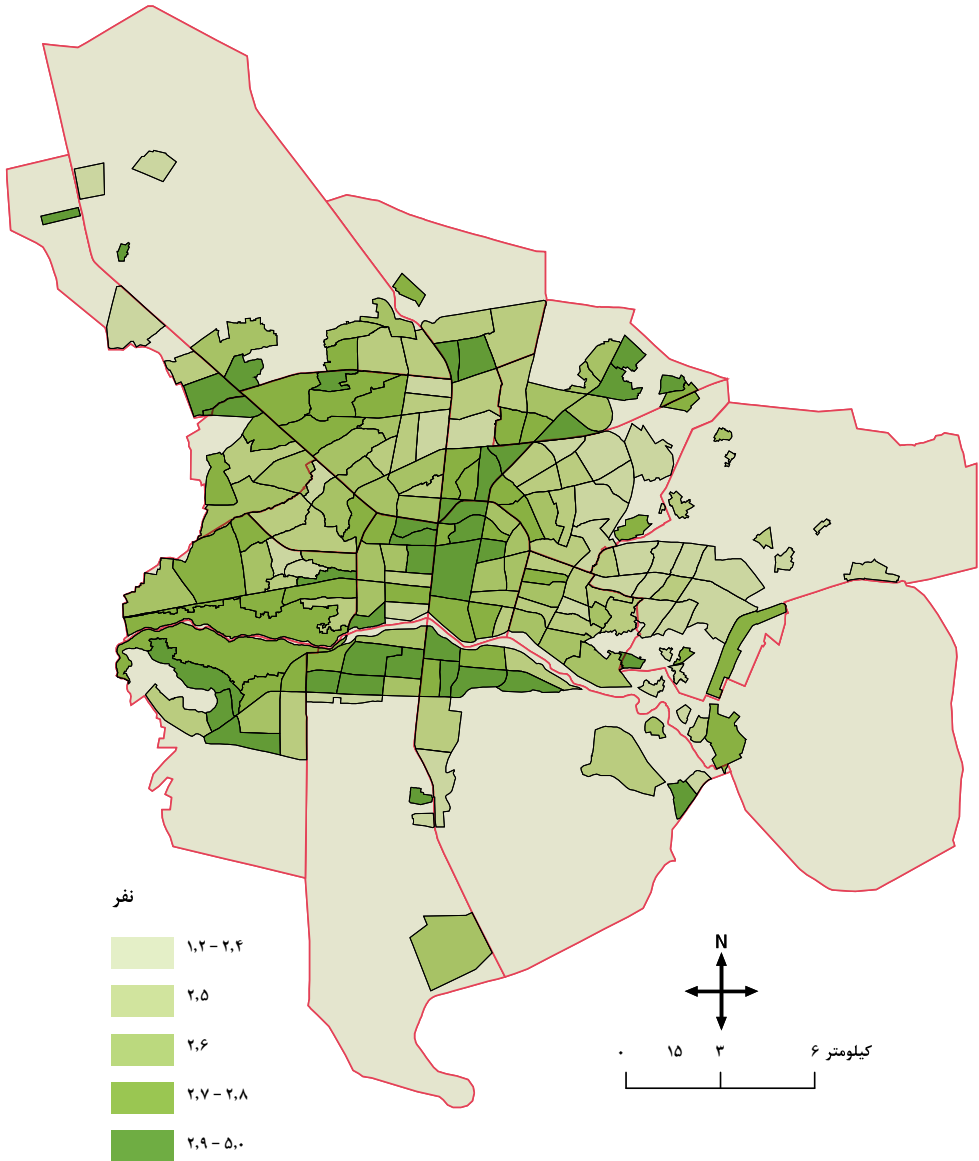 نفر
۱,۲ – ۲,۴
۲,۵
۲,۶
۲,۷ – ۲,۸
۲,۹ – ۵,۰
N
۰ ۱۵ ۳ ۶ کیلومتر